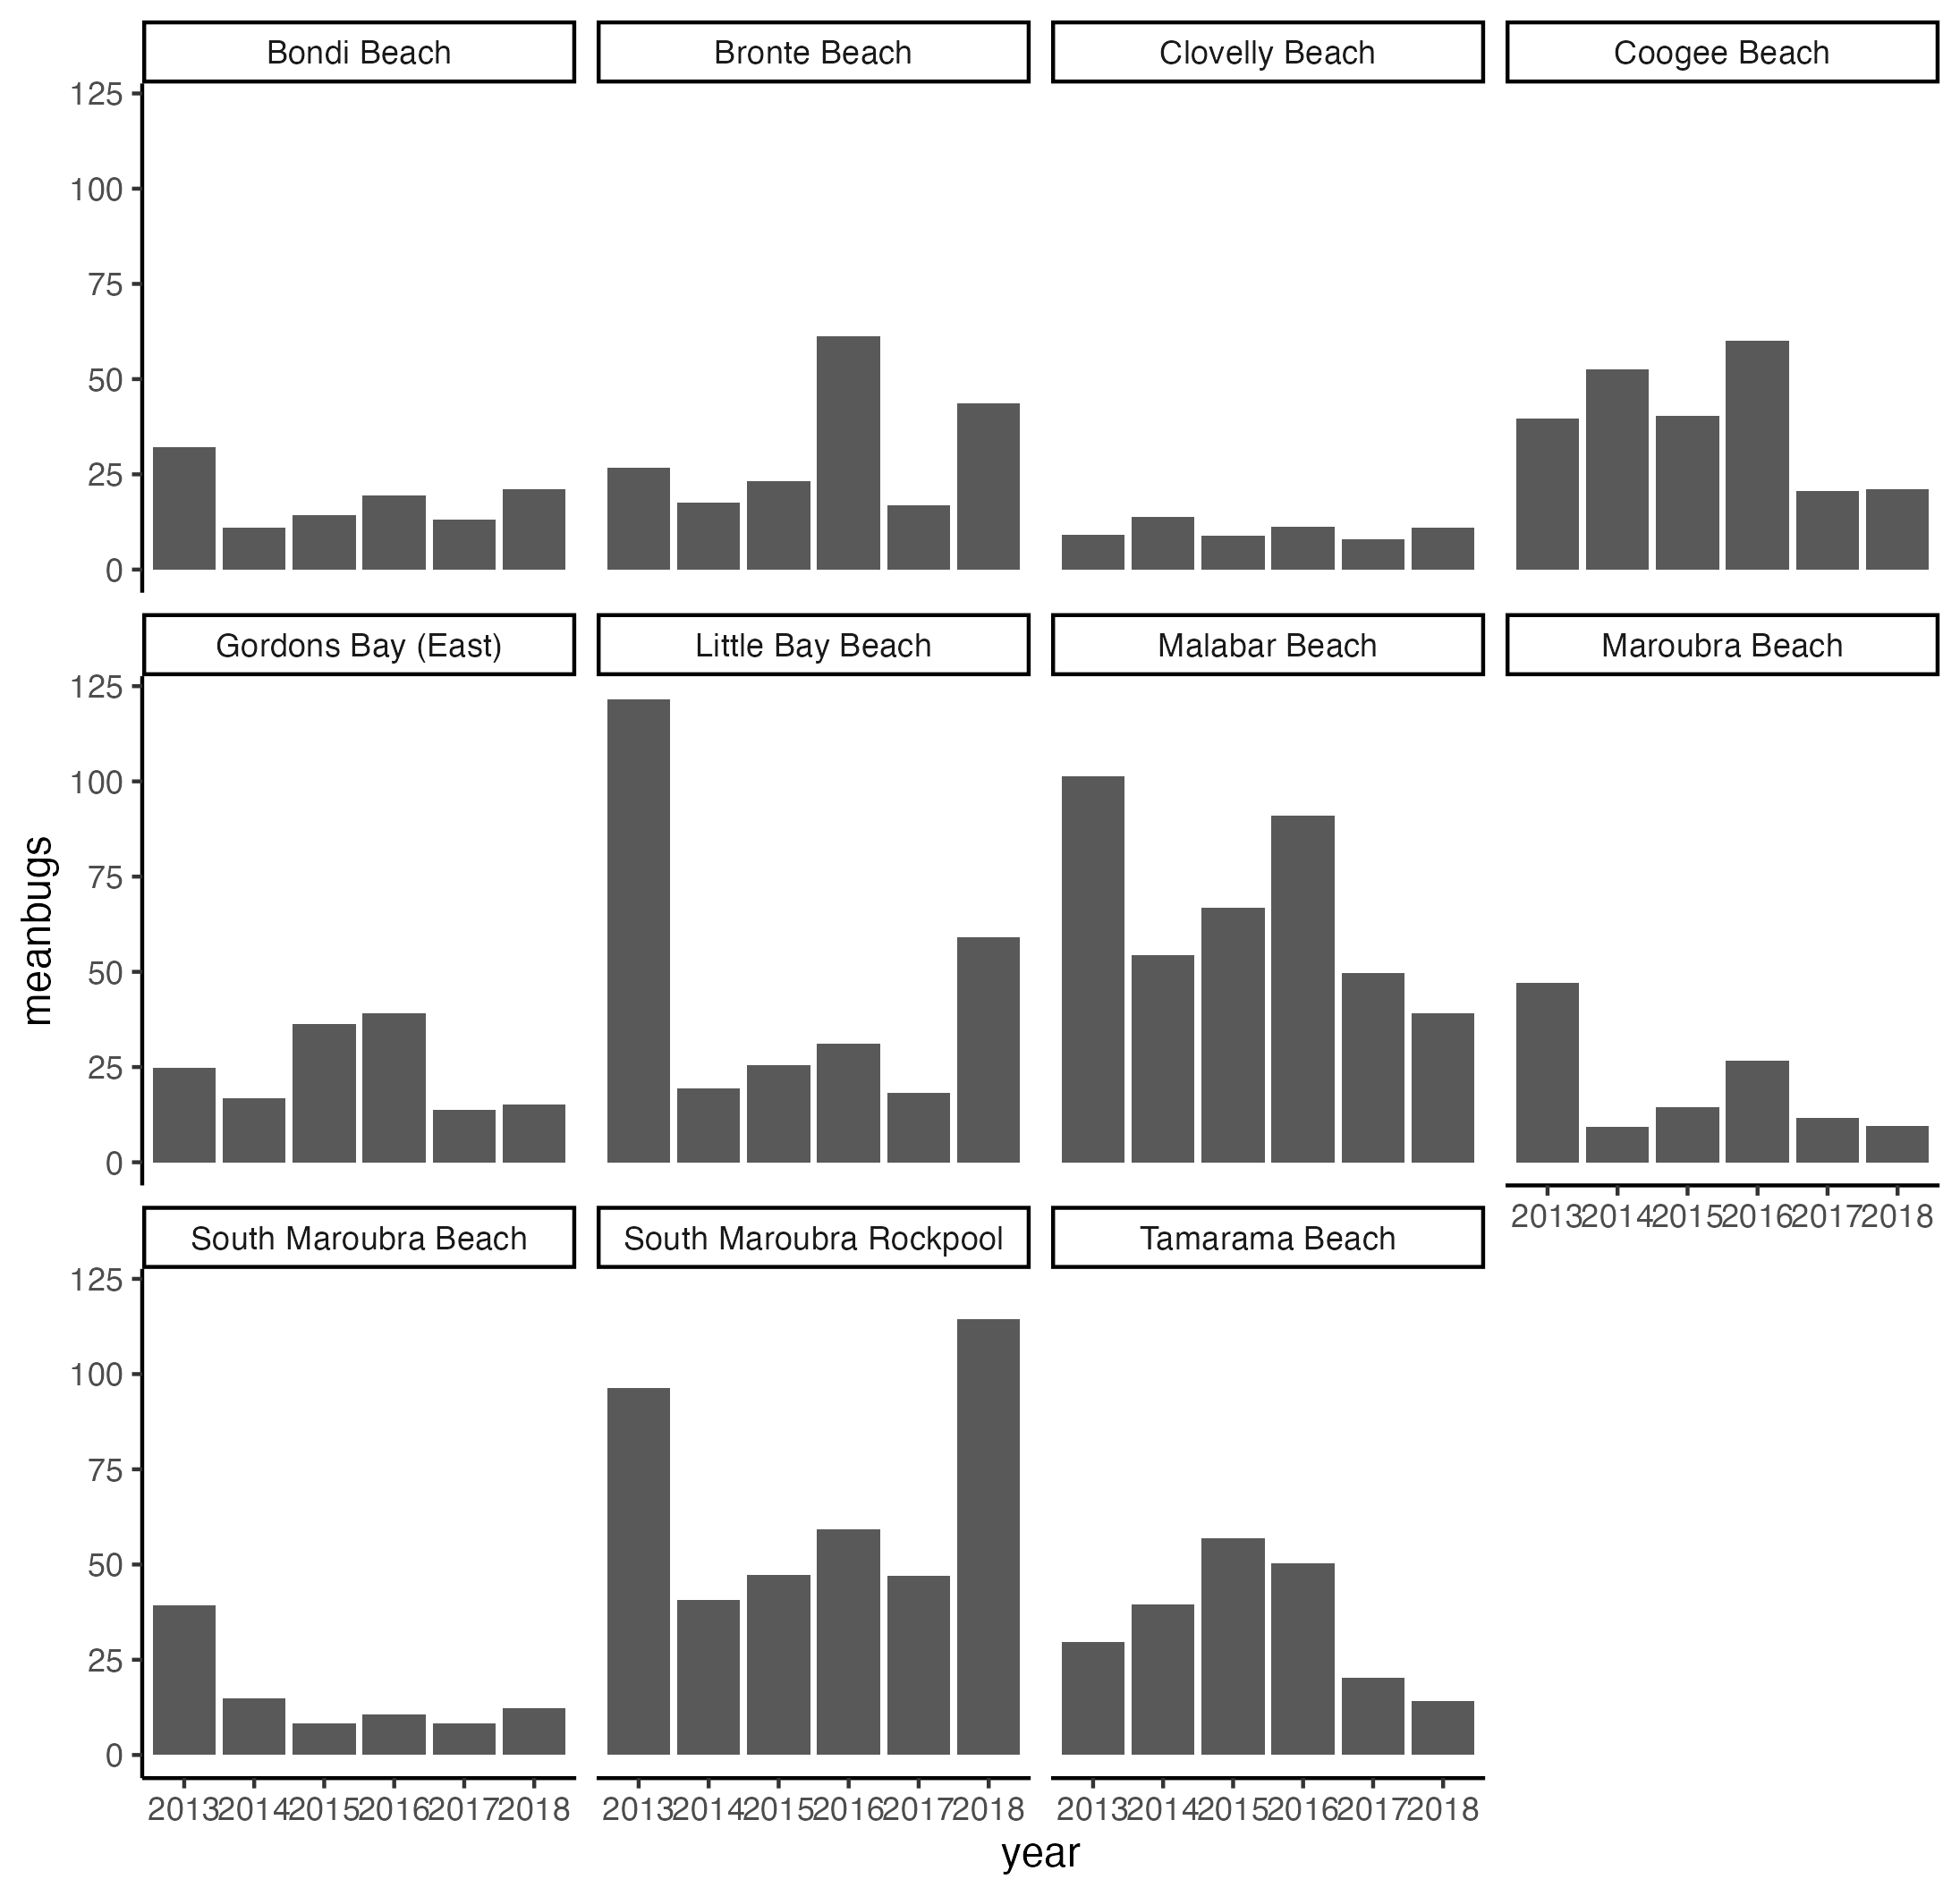 Bondi Beach Bronte Beach Clovelly Beach Coogee Beach
125
100
75
50
25
0
Gordons Bay (East) Little Bay Beach Malabar Beach Maroubra Beach
125
100
75
50
25
0
meanbugs
2013 2014 2015 2016 2017 2018
South Maroubra Beach South Maroubra Rockpool Tamarama Beach
125
100
75
50
25
0
2013 2014 2015 2016 2017 2018 2013 2014 2015 2016 2017 2018 2013 2014 2015 2016 2017 2018
year